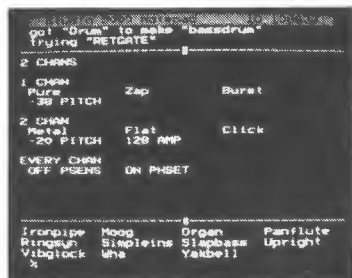 got "Drum" to make "bassdrum"
trying "RETGATE"
2 CHANS
1 CHAN
Pure Zap Burst
-38 PITCH
2 CHAN
Metal Flat Click
-20 PITCH 128 AMP
EVERY CHAN
OFF PSENS ON PHSET
Ironpipe Moog Organ Panflute
Ringsyn Simpleins Slapbass Upright
Vibglock Wha Yakbell
%